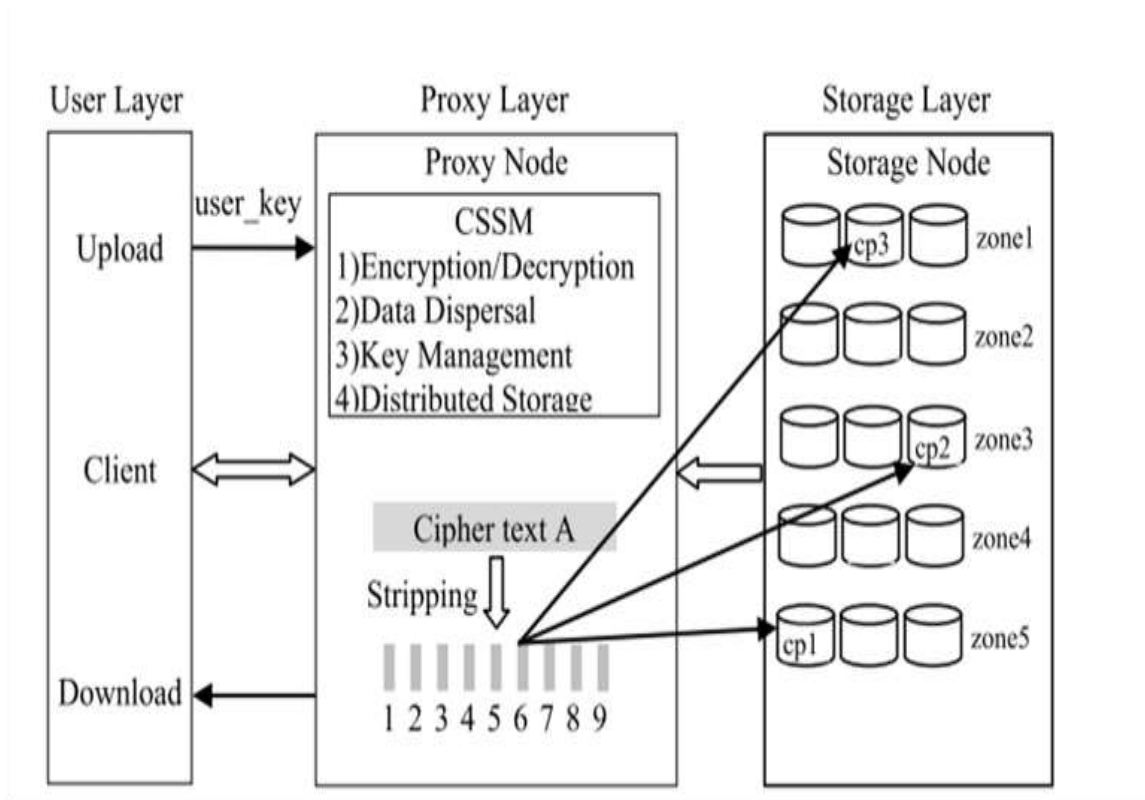 User Layer
Proxy Layer
Storage Layer
Proxy Node
Storage Node
user_key
Upload
CSSM
1)Encryption/Decryption
2)Data Dispersal
3)Key Management
4)Distributed Storage
cp3
zone1
zone2
Client
cp2
zone3
Cipher text A
zone4
Stripping
cp1
zone5
Download
1 2 3 4 5 6 7 8 9